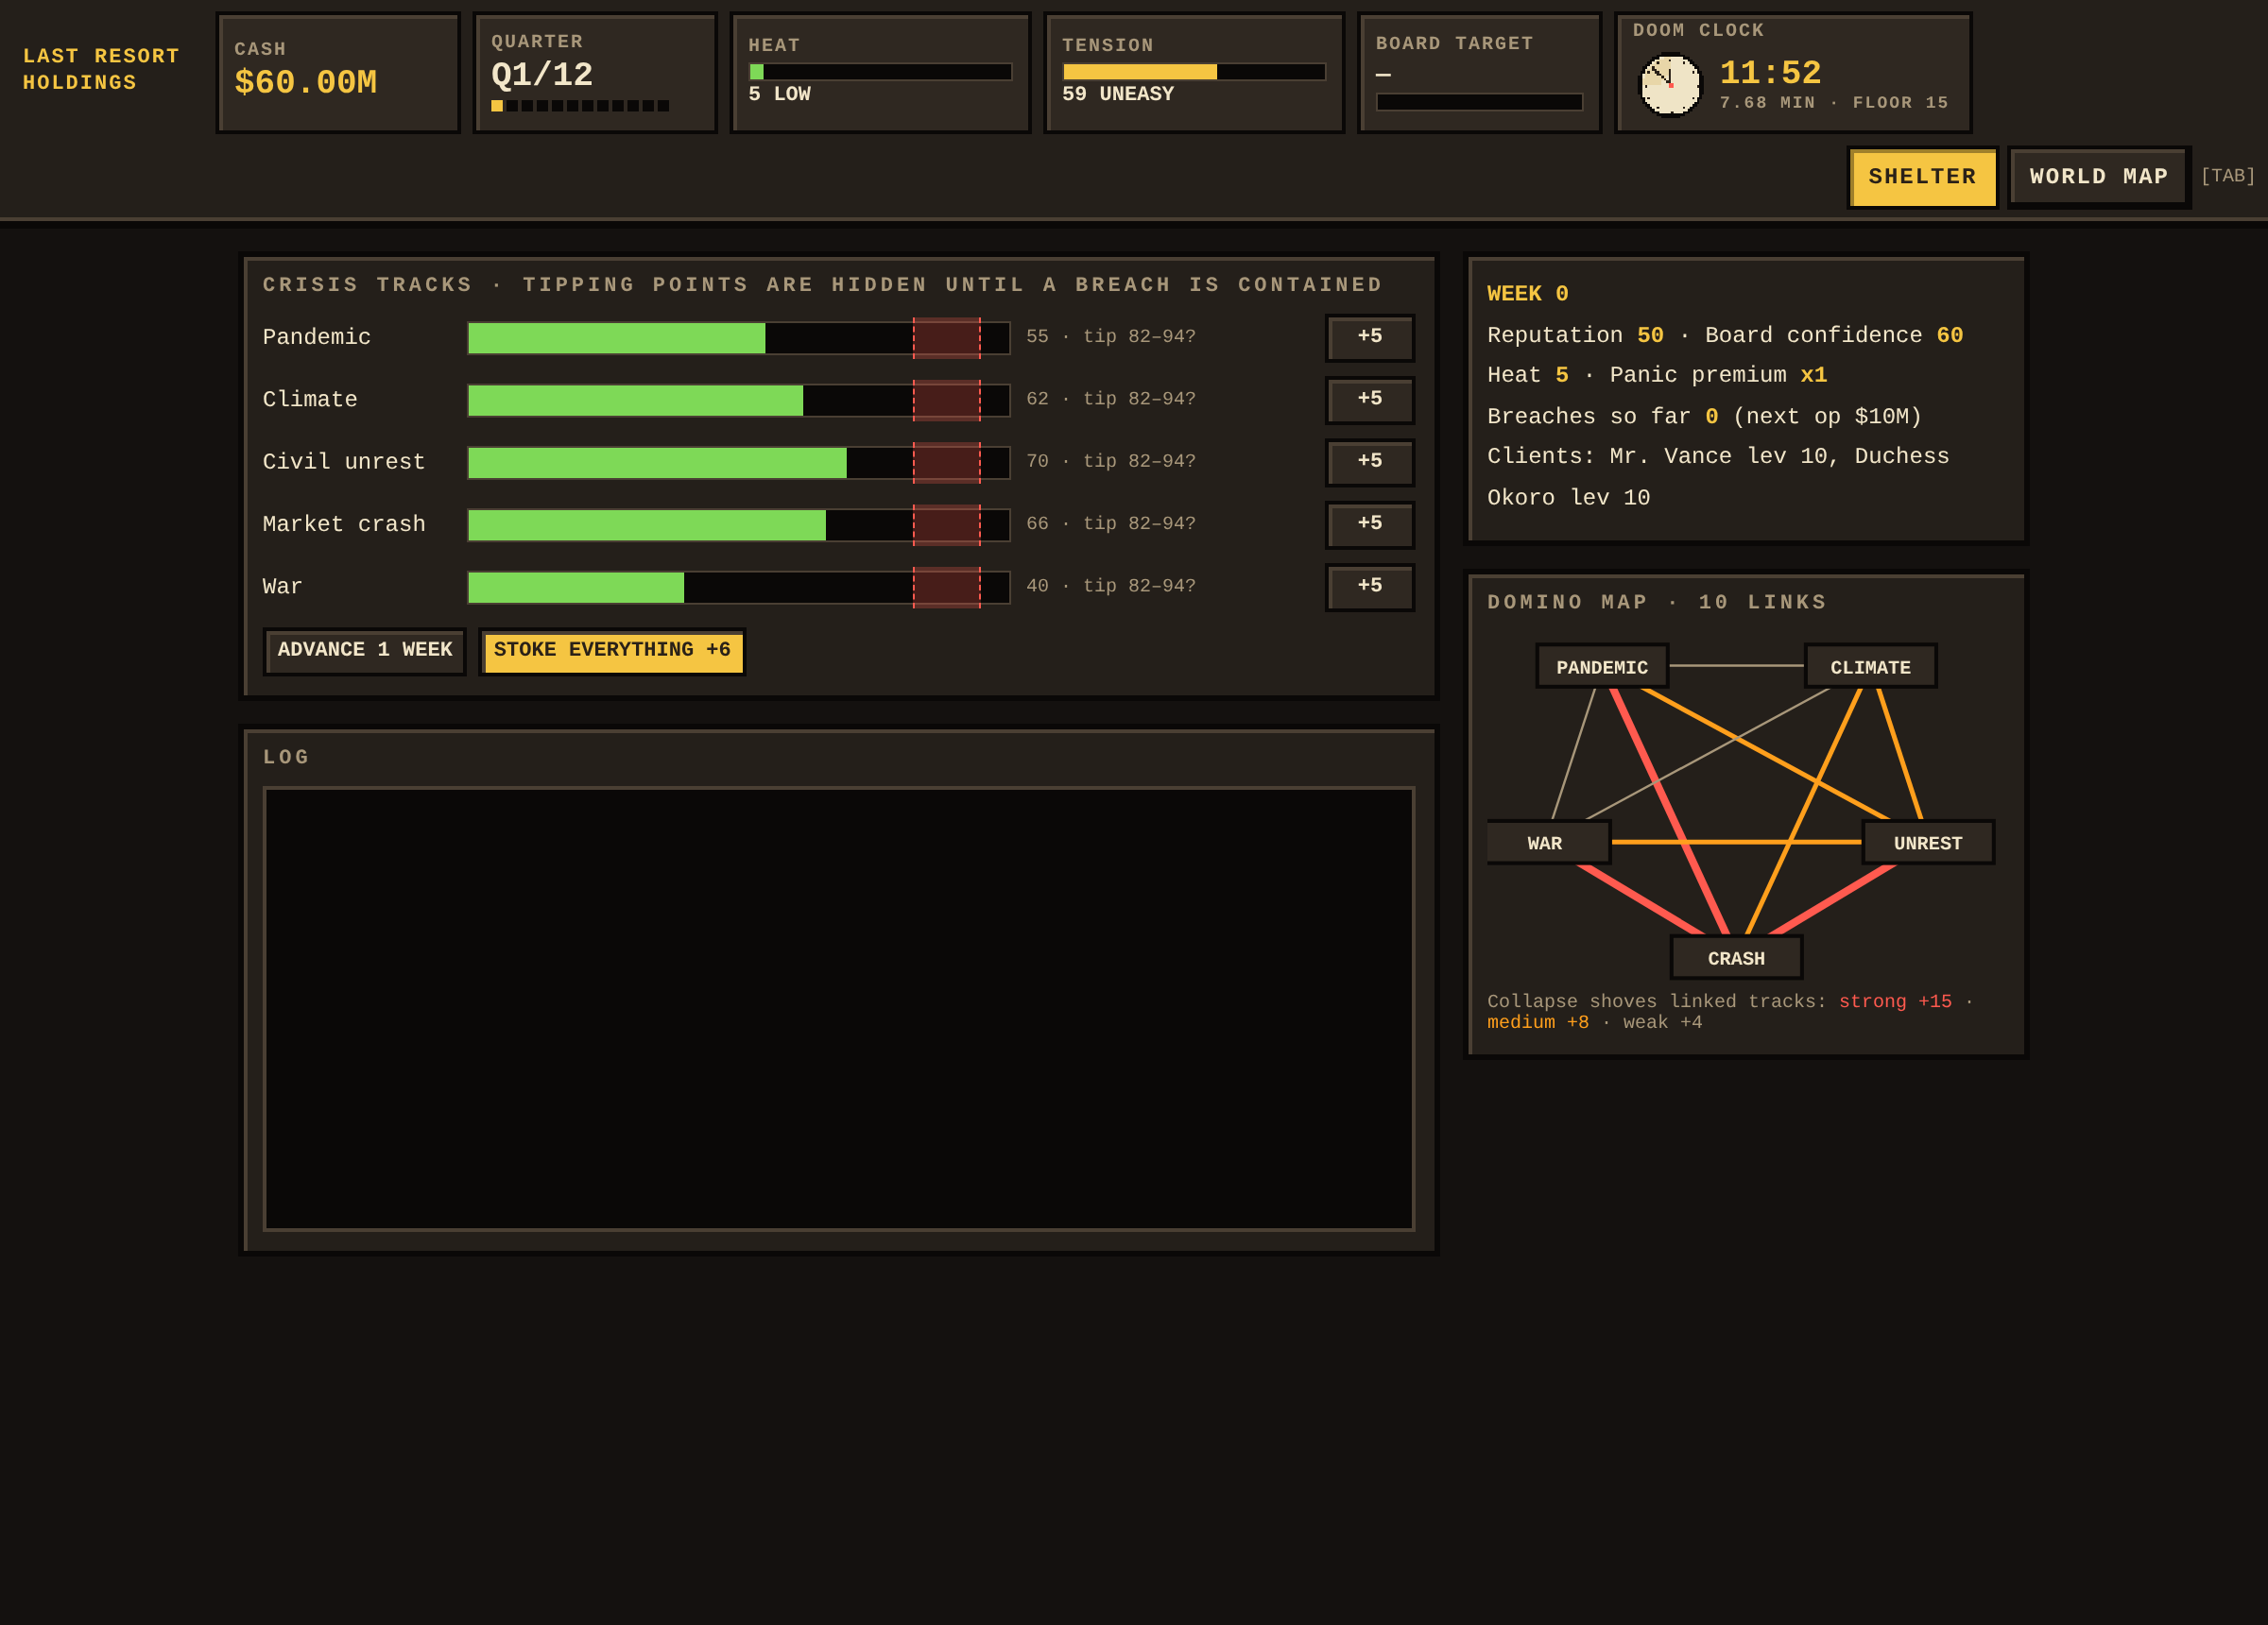 LAST RESORT
HOLDINGS
CASH
$60.00M
QUARTER
Q1/12
HEAT
5 LOW
TENSION
59 UNEASY
BOARD TARGET
—
DOOM CLOCK
11:52
7.68 MIN · FLOOR 15
SHELTER
WORLD MAP
[TAB]
CRISIS TRACKS · TIPPING POINTS ARE HIDDEN UNTIL A BREACH IS CONTAINED
Pandemic 55 · tip 82–94? +5
Climate 62 · tip 82–94? +5
Civil unrest 70 · tip 82–94? +5
Market crash 66 · tip 82–94? +5
War 40 · tip 82–94? +5
ADVANCE 1 WEEK
STOKE EVERYTHING +6
LOG
WEEK 0
Reputation 50 · Board confidence 60
Heat 5 · Panic premium x1
Breaches so far 0 (next op $10M)
Clients: Mr. Vance lev 10, Duchess
Okoro lev 10
DOMINO MAP · 10 LINKS
PANDEMIC
CLIMATE
WAR
UNREST
CRASH
Collapse shoves linked tracks: strong +15 ·
medium +8 · weak +4